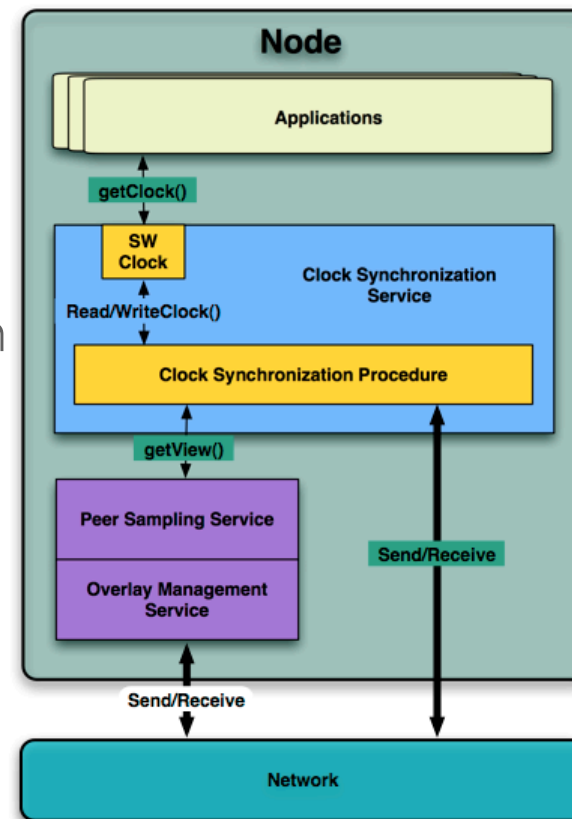 Node
Applications
getClock()
SW
Clock
Clock Synchronization
Service
Read/WriteClock()
Clock Synchronization Procedure
getView()
Peer Sampling Service
Send/Receive
Overlay Management
Service
Send/Receive
Network